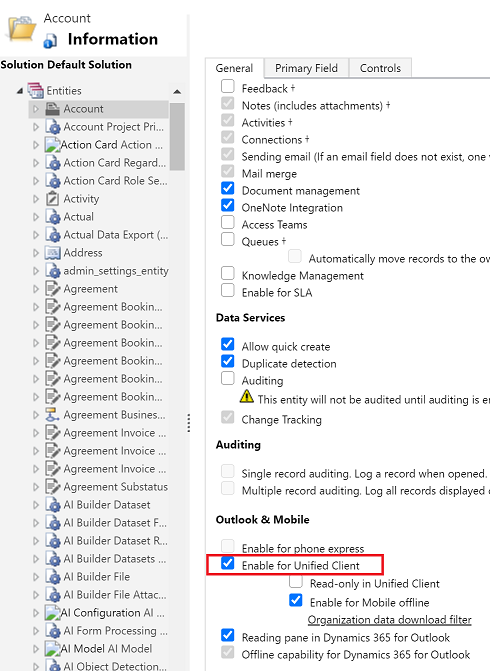 Account
Information
Solution Default Solution
Entities
Account
Account Project Pri...
Action Card Action ...
Action Card Regard...
Action Card Role Se...
Activity
Actual
Actual Data Export (...
Address
admin_settings_entity
Agreement
Agreement Bookin...
Agreement Bookin...
Agreement Bookin...
Agreement Bookin...
Agreement Bookin...
Agreement Bookin...
Agreement Business...
Agreement Invoice ...
Agreement Invoice ...
Agreement Invoice ...
Agreement Substatus
AI Builder Dataset
AI Builder Dataset F...
AI Builder Dataset R...
AI Builder Datasets ...
AI Builder File
AI Builder File Attac...
AI Configuration AI ...
AI Form Processing ...
AI Model AI Model
AI Object Detection...
General
Primary Field
Controls
Feedback †
Notes (includes attachments) †
Activities †
Connections †
Sending email (If an email field does not exist, one
Mail merge
Document management
OneNote Integration
Access Teams
Queues †
Automatically move records to the ow
Knowledge Management
Enable for SLA
Data Services
Allow quick create
Duplicate detection
Auditing
This entity will not be audited until auditing is e
Change Tracking
Auditing
Single record auditing. Log a record when opened.
Multiple record auditing. Log all records displayed
Outlook & Mobile
Enable for phone express
Enable for Unified Client
Read-only in Unified Client
Enable for Mobile offline
Organization data download filter
Reading pane in Dynamics 365 for Outlook
Offline capability for Dynamics 365 for Outlook